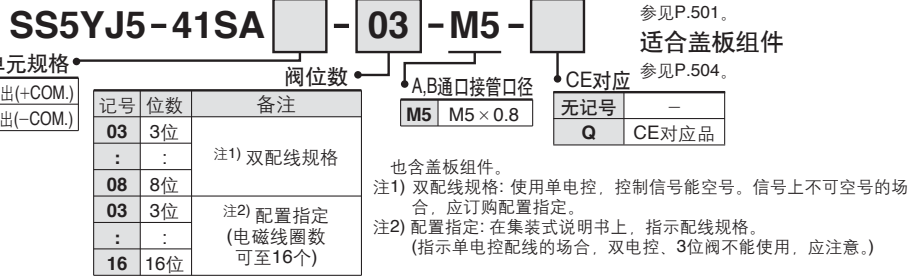 参见P.501。
SS5YJ5-41SA - 03 - M5 -
适合盖板组件
参见P.504。
元规格
出(+COM.)
出(−COM.)
阀位数
记号 位数 备注
03 3位
: :
08 8位
注1) 双配线规格
03 3位
: :
16 16位
注2) 配置指定
(电磁线圈数
可至16个)
A,B通口接管口径
M5 M5×0.8
CE对应
无记号 −
Q CE对应品
也含盖板组件。
注1) 双配线规格: 使用单电控，控制信号能空号。信号上不可空号的场
合，应订购配置指定。
注2) 配置指定: 在集装式说明书上，指示配线规格。
(指示单电控配线的场合，双电控、3位阀不能使用，应注意。)